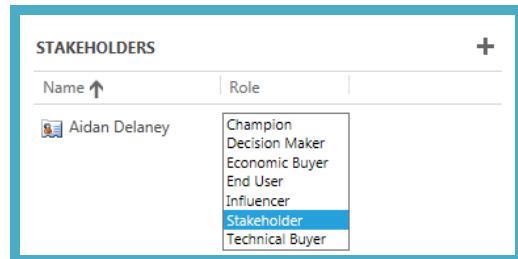 STAKEHOLDERS
Name Role
Aidan Delaney
Champion
Decision Maker
Economic Buyer
End User
Influencer
Stakeholder
Technical Buyer